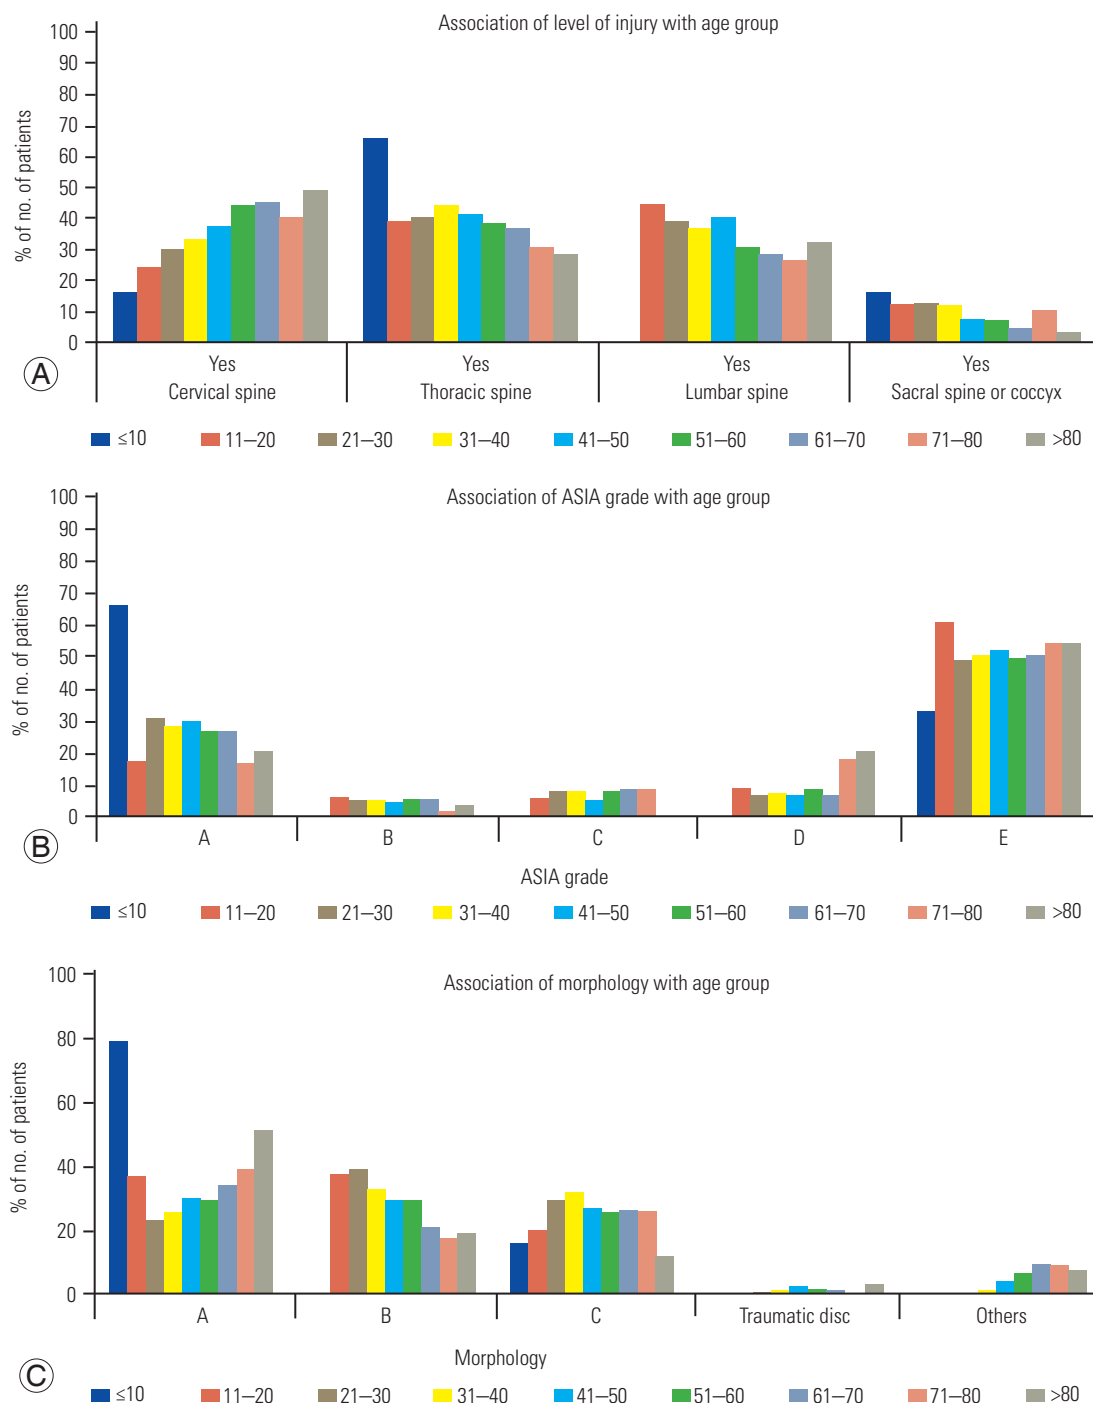 Association of level of injury with age group
% of no. of patients
100
90
80
70
60
50
40
30
20
10
0
Yes Yes Yes Yes
Cervical spine Thoracic spine Lumbar spine Sacral spine or coccyx
A
≤10 11–20 21–30 31–40 41–50 51–60 61–70 71–80 >80
Association of ASIA grade with age group
% of no. of patients
100
90
80
70
60
50
40
30
20
10
0
A B C D E
B
ASIA grade
≤10 11–20 21–30 31–40 41–50 51–60 61–70 71–80 >80
Association of morphology with age group
% of no. of patients
100
80
60
40
20
0
A B C Traumatic disc Others
Morphology
C
≤10 11–20 21–30 31–40 41–50 51–60 61–70 71–80 >80